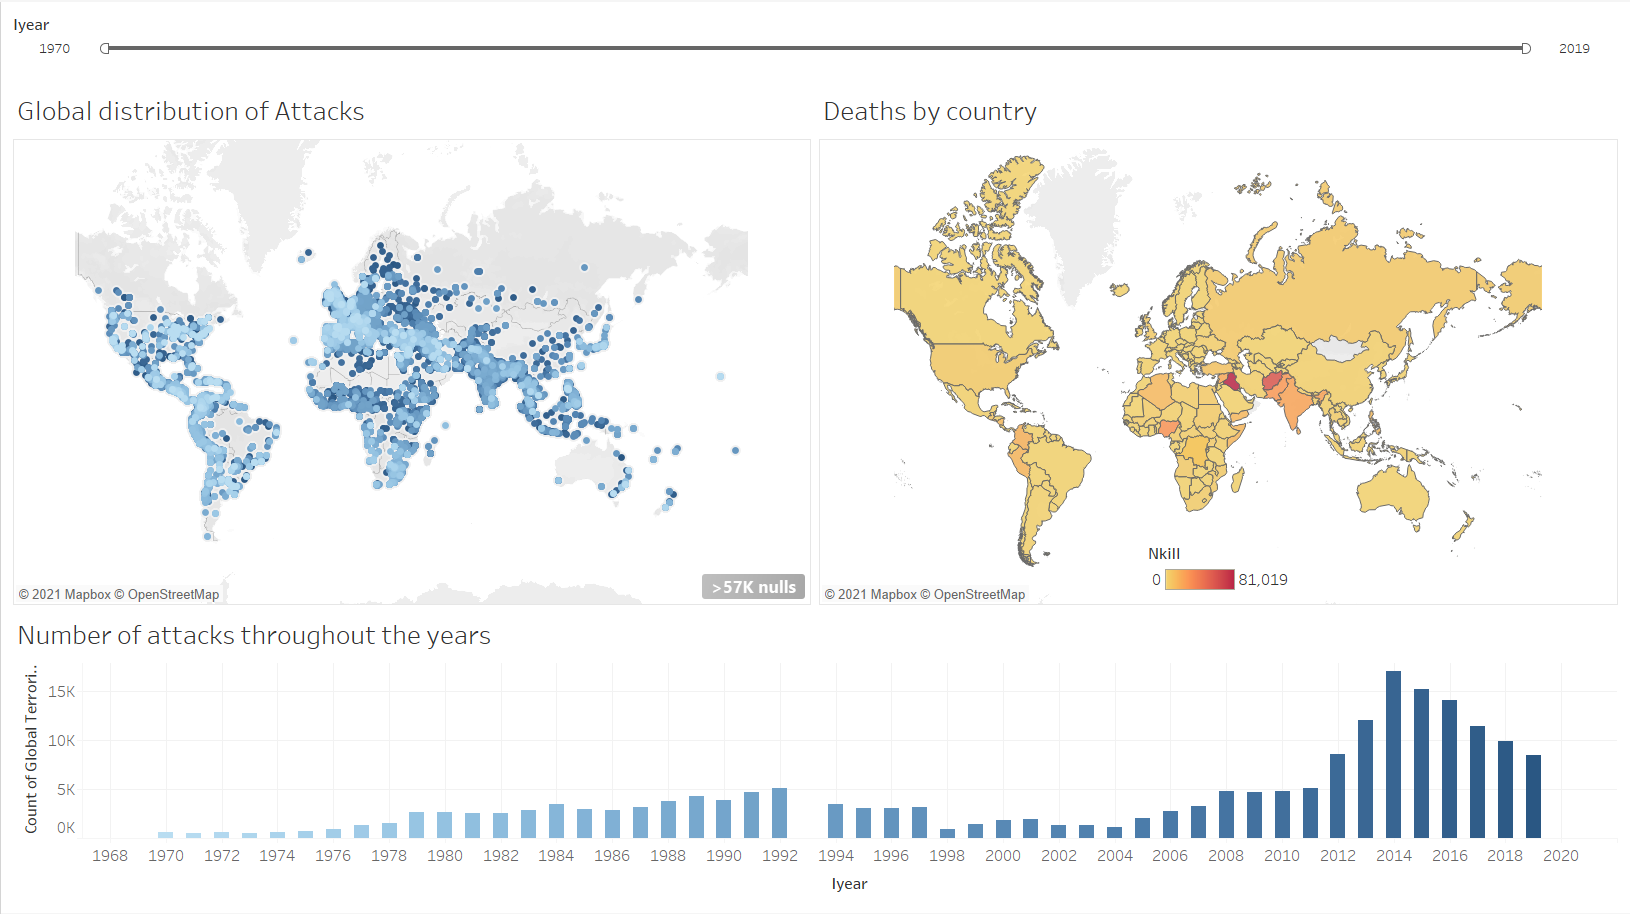 Iyear
1970 2019
Global distribution of Attacks
Deaths by country
>57K nulls
© 2021 Mapbox © OpenStreetMap
Nkill
0 81,019
© 2021 Mapbox © OpenStreetMap
Number of attacks throughout the years
Count of Global Terrori..
15K
10K
5K
0K
1968 1970 1972 1974 1976 1978 1980 1982 1984 1986 1988 1990 1992 1994 1996 1998 2000 2002 2004 2006 2008 2010 2012 2014 2016 2018 2020
Iyear